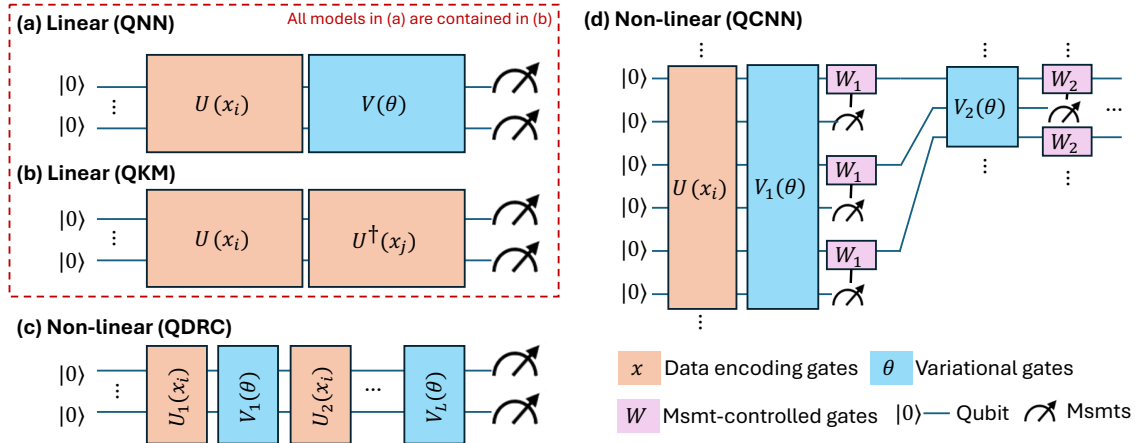 (a) Linear (QNN)
All models in (a) are contained in (b)
|0⟩
⋮
|0⟩
U(x_i)
V(θ)
(b) Linear (QKM)
|0⟩
⋮
|0⟩
U(x_i)
U†(x_j)
(c) Non-linear (QDRC)
|0⟩
⋮
|0⟩
U_1(x_i)
V_1(θ)
U_2(x_i)
...
V_L(θ)
(d) Non-linear (QCNN)
⋮
⋮
⋮
|0⟩
|0⟩
|0⟩
|0⟩
|0⟩
|0⟩
U(x_i)
V_1(θ)
W_1
W_1
W_1
V_2(θ)
W_2
W_2
...
⋮
⋮
⋮
x Data encoding gates
θ Variational gates
W Msmt-controlled gates
|0⟩ Qubit
Msmts